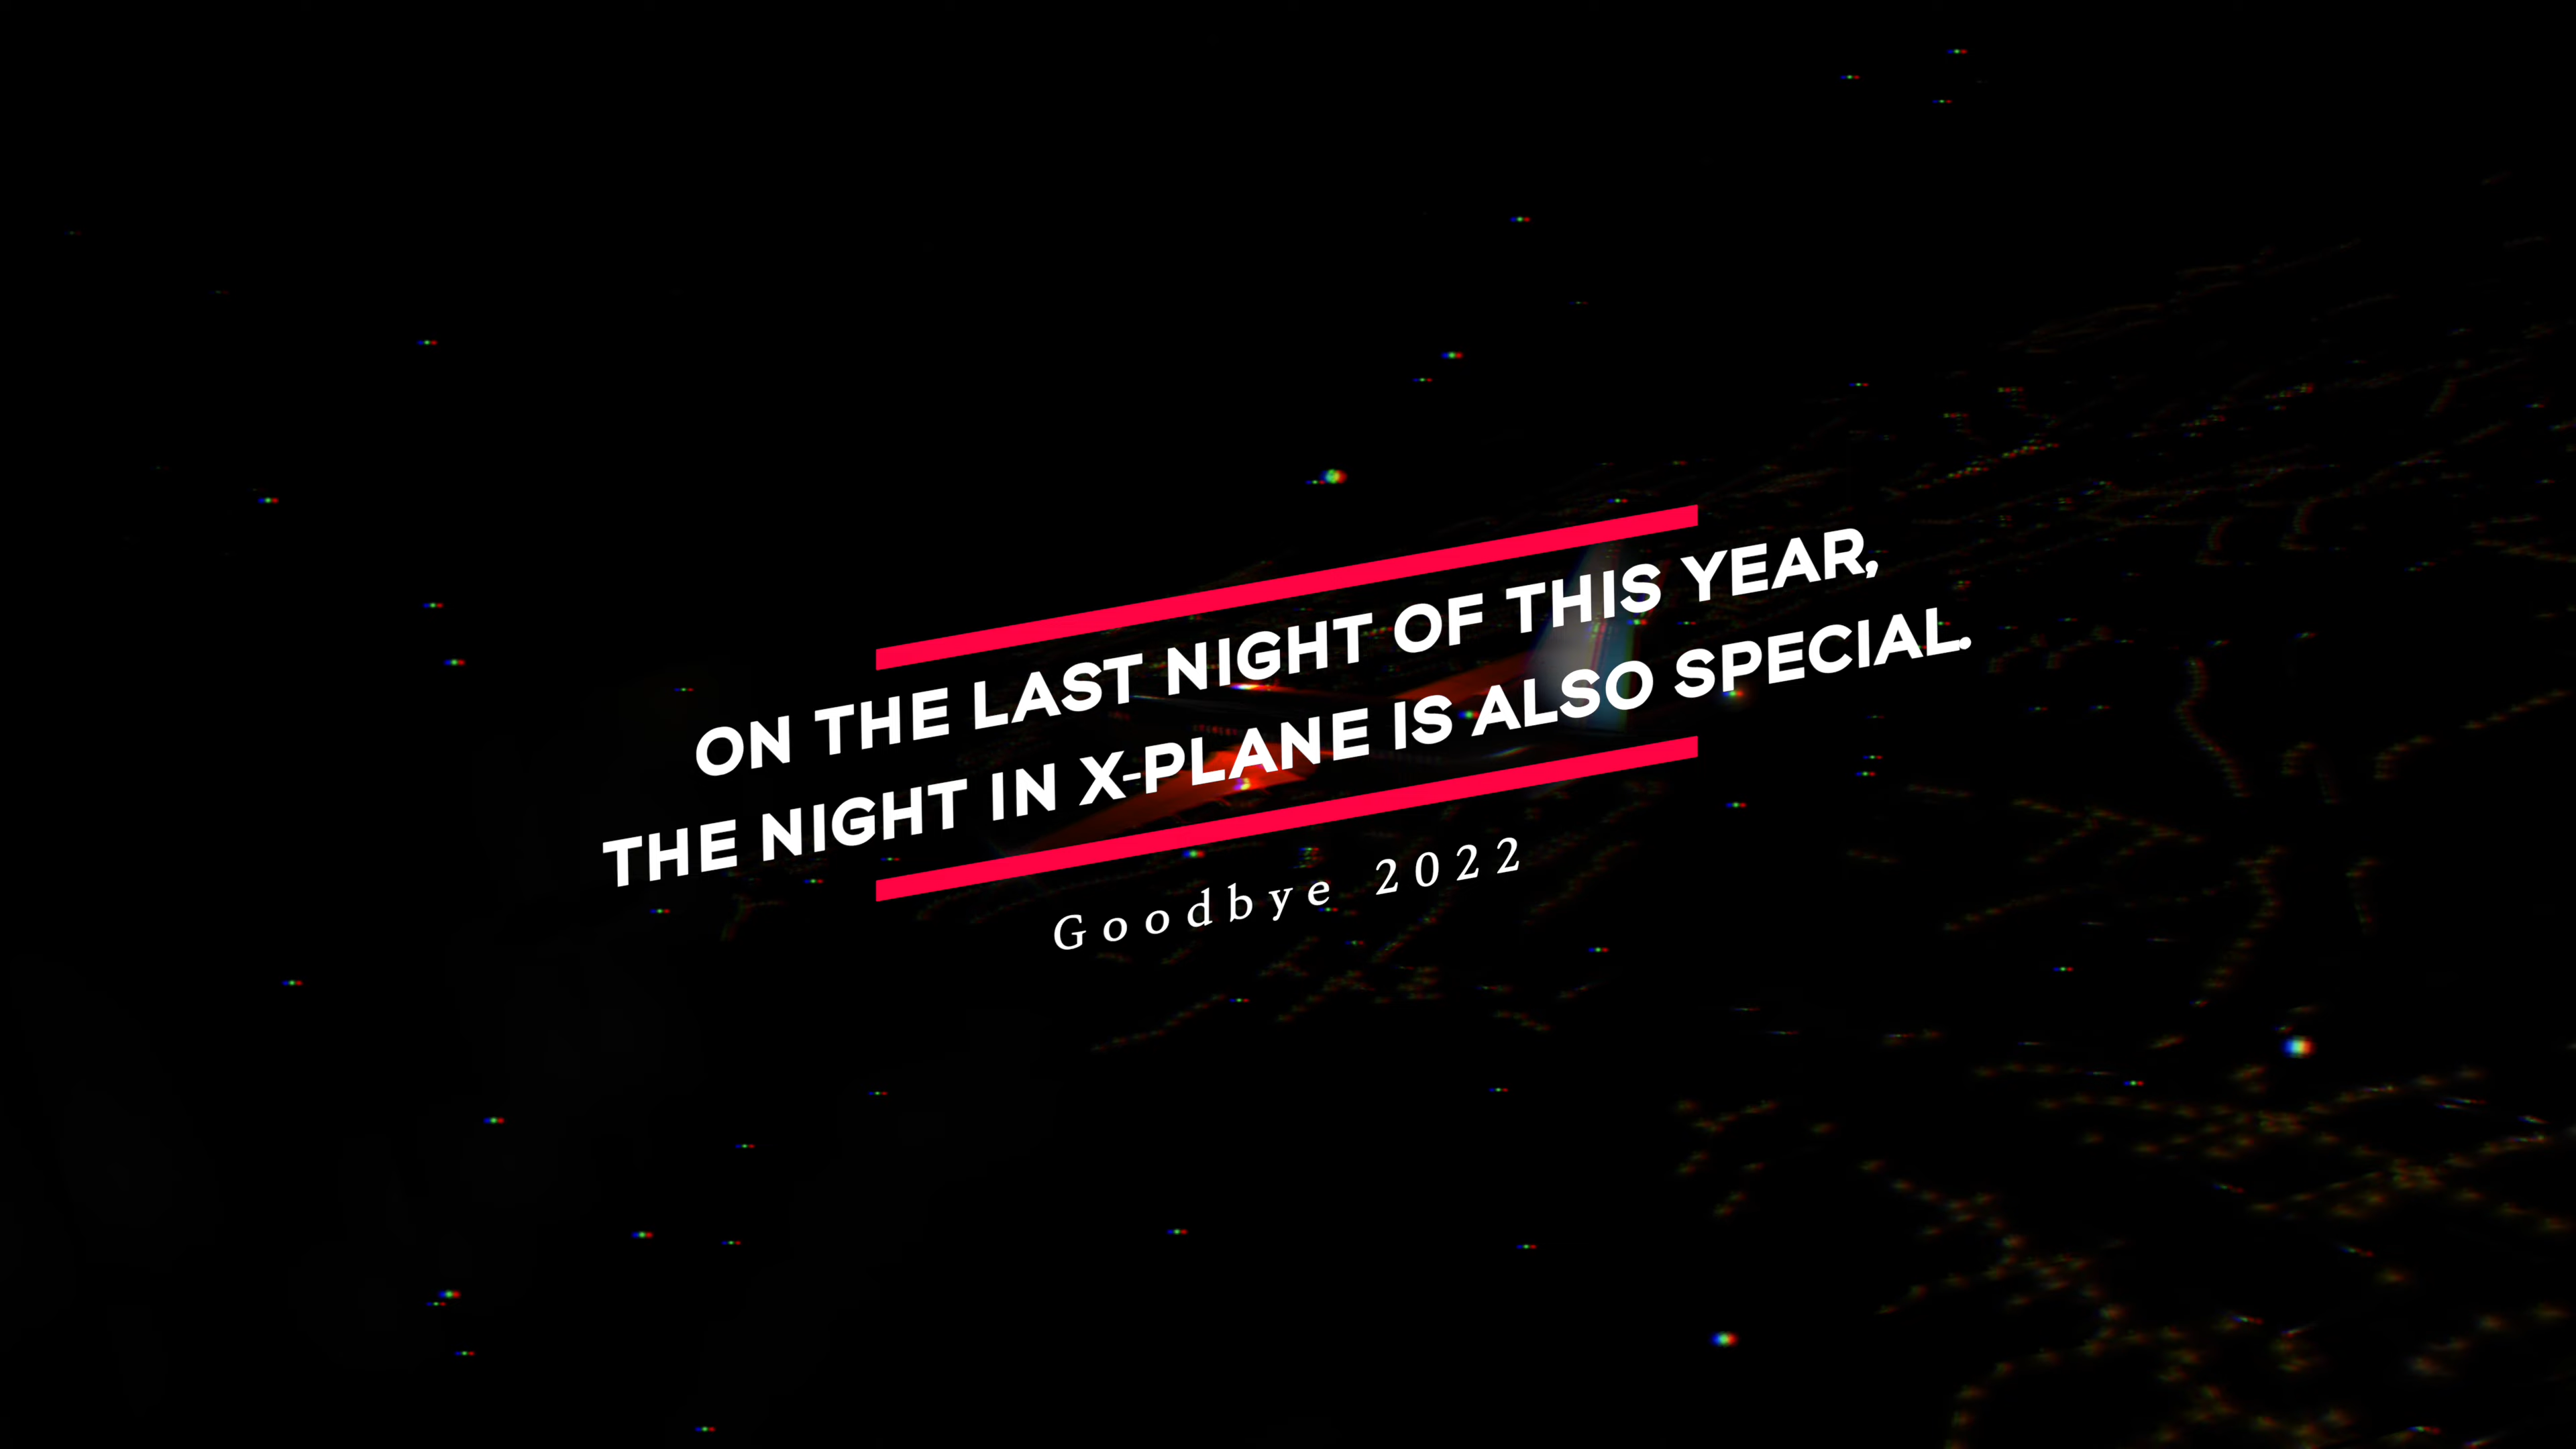 ON THE LAST NIGHT OF THIS YEAR,
THE NIGHT IN X-PLANE IS ALSO SPECIAL.
Goodbye 2022